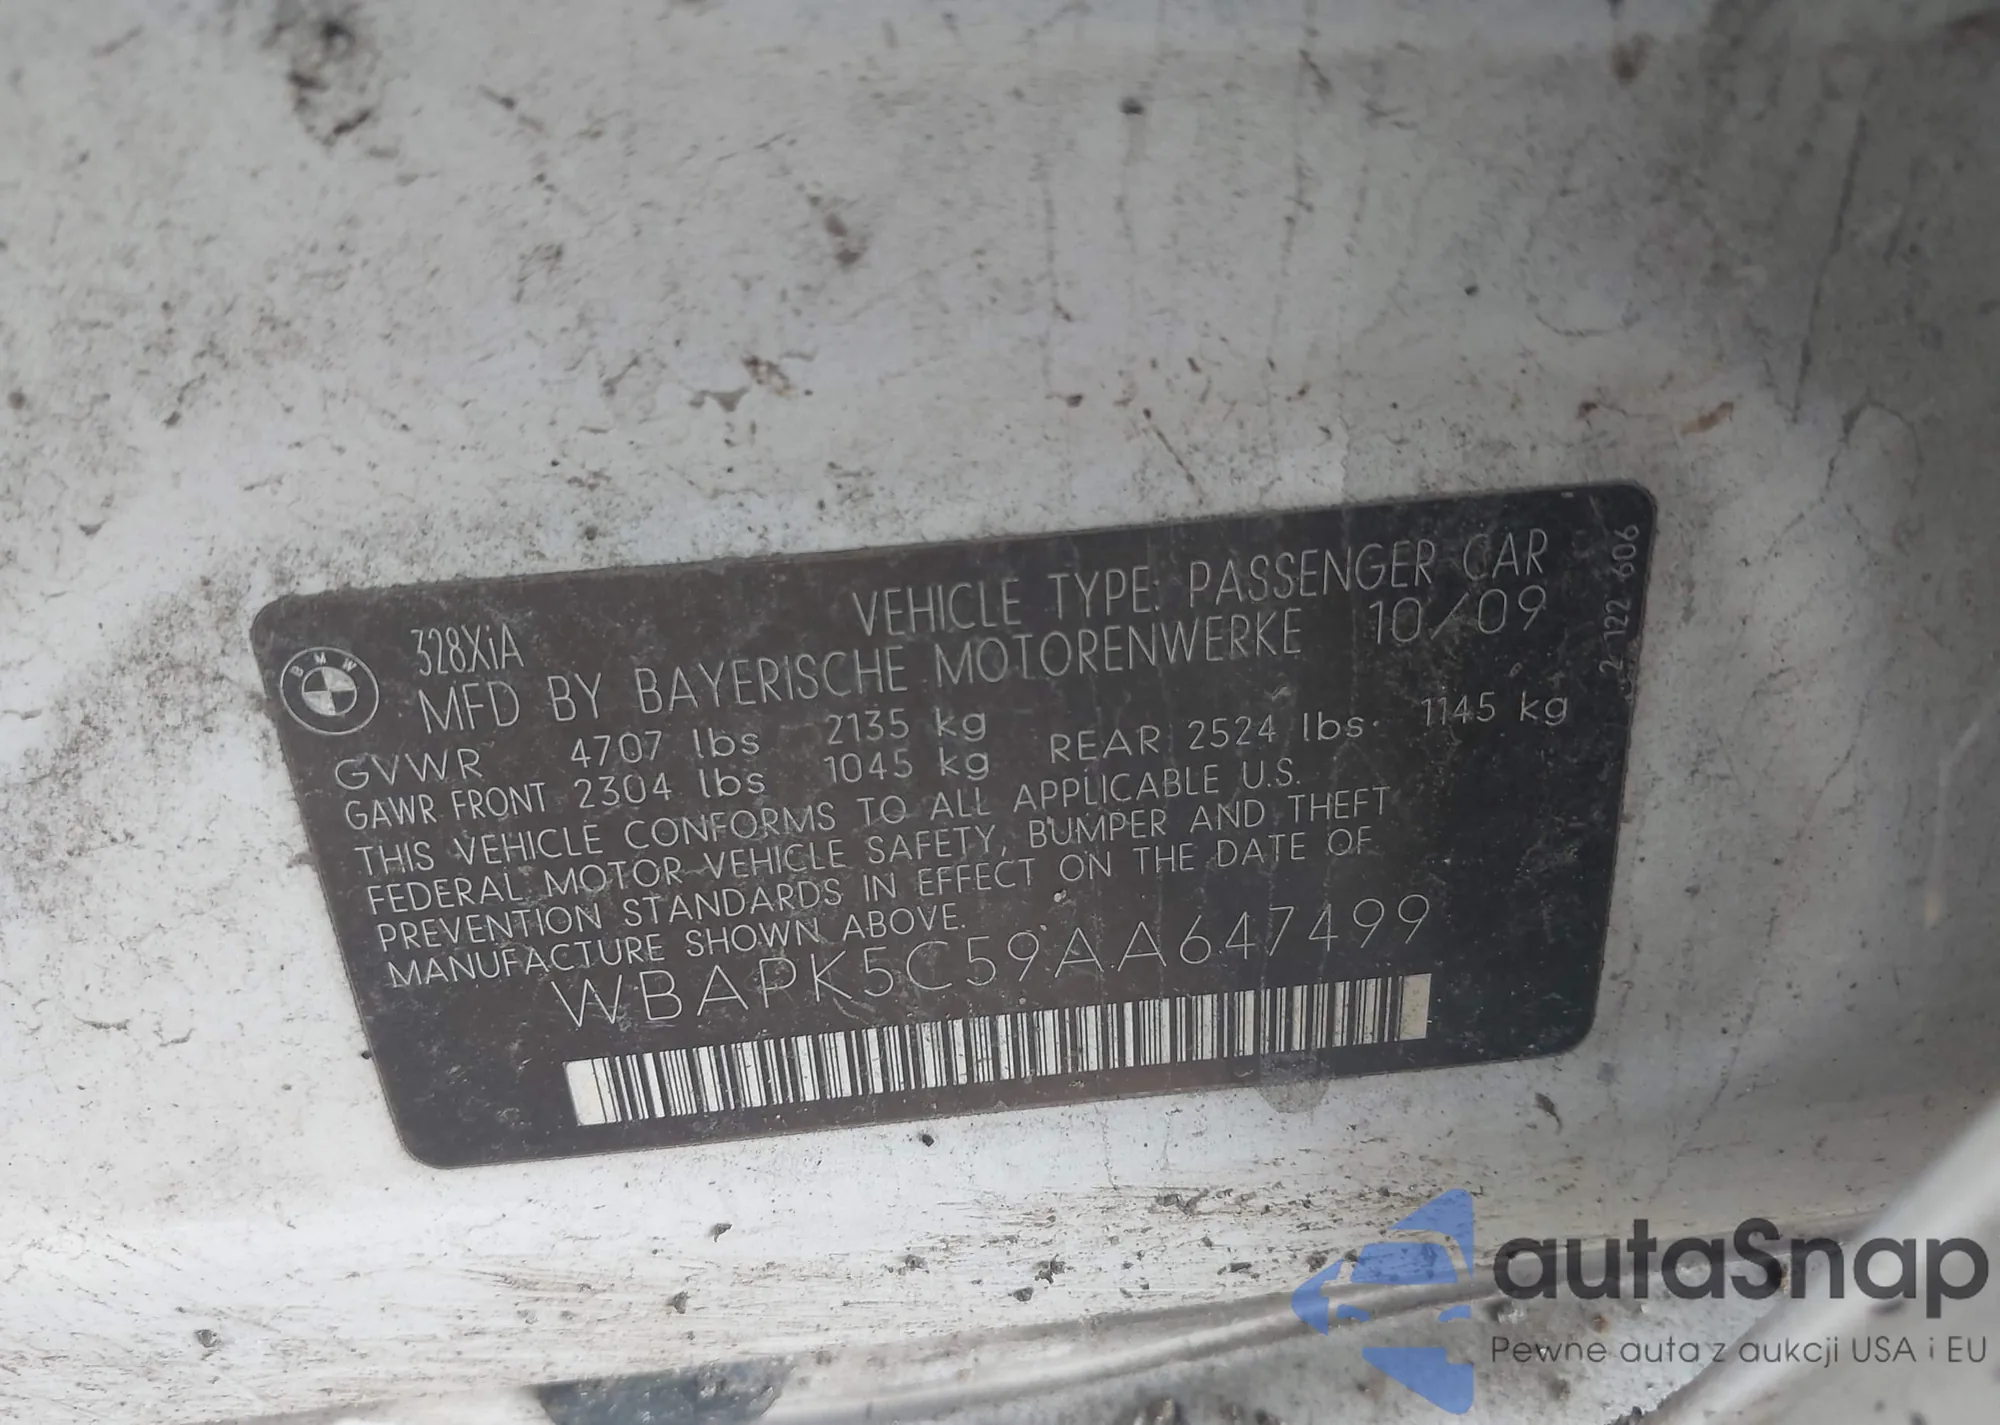 BMW
328XiA
VEHICLE TYPE: PASSENGER CAR
MFD BY BAYERISCHE MOTORENWERKE 10/09
GVWR 4707 lbs 2135 kg
GAWR FRONT 2304 lbs 1045 kg REAR 2524 lbs 1145 kg
THIS VEHICLE CONFORMS TO ALL APPLICABLE U.S.
FEDERAL MOTOR VEHICLE SAFETY, BUMPER AND THEFT
PREVENTION STANDARDS IN EFFECT ON THE DATE OF
MANUFACTURE SHOWN ABOVE.
WBAPK5C59AA647499
2 122 606
autaSnap
Pewne auta z aukcji USA i EU